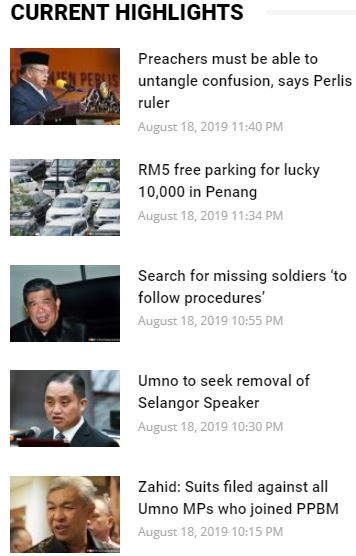 CURRENT HIGHLIGHTS
Preachers must be able to
untangle confusion, says Perlis
ruler
August 18, 2019 11:40 PM
RM5 free parking for lucky
10,000 in Penang
August 18, 2019 11:34 PM
Search for missing soldiers ‘to
follow procedures’
August 18, 2019 10:55 PM
Umno to seek removal of
Selangor Speaker
August 18, 2019 10:30 PM
Zahid: Suits filed against all
Umno MPs who joined PPBM
August 18, 2019 10:15 PM